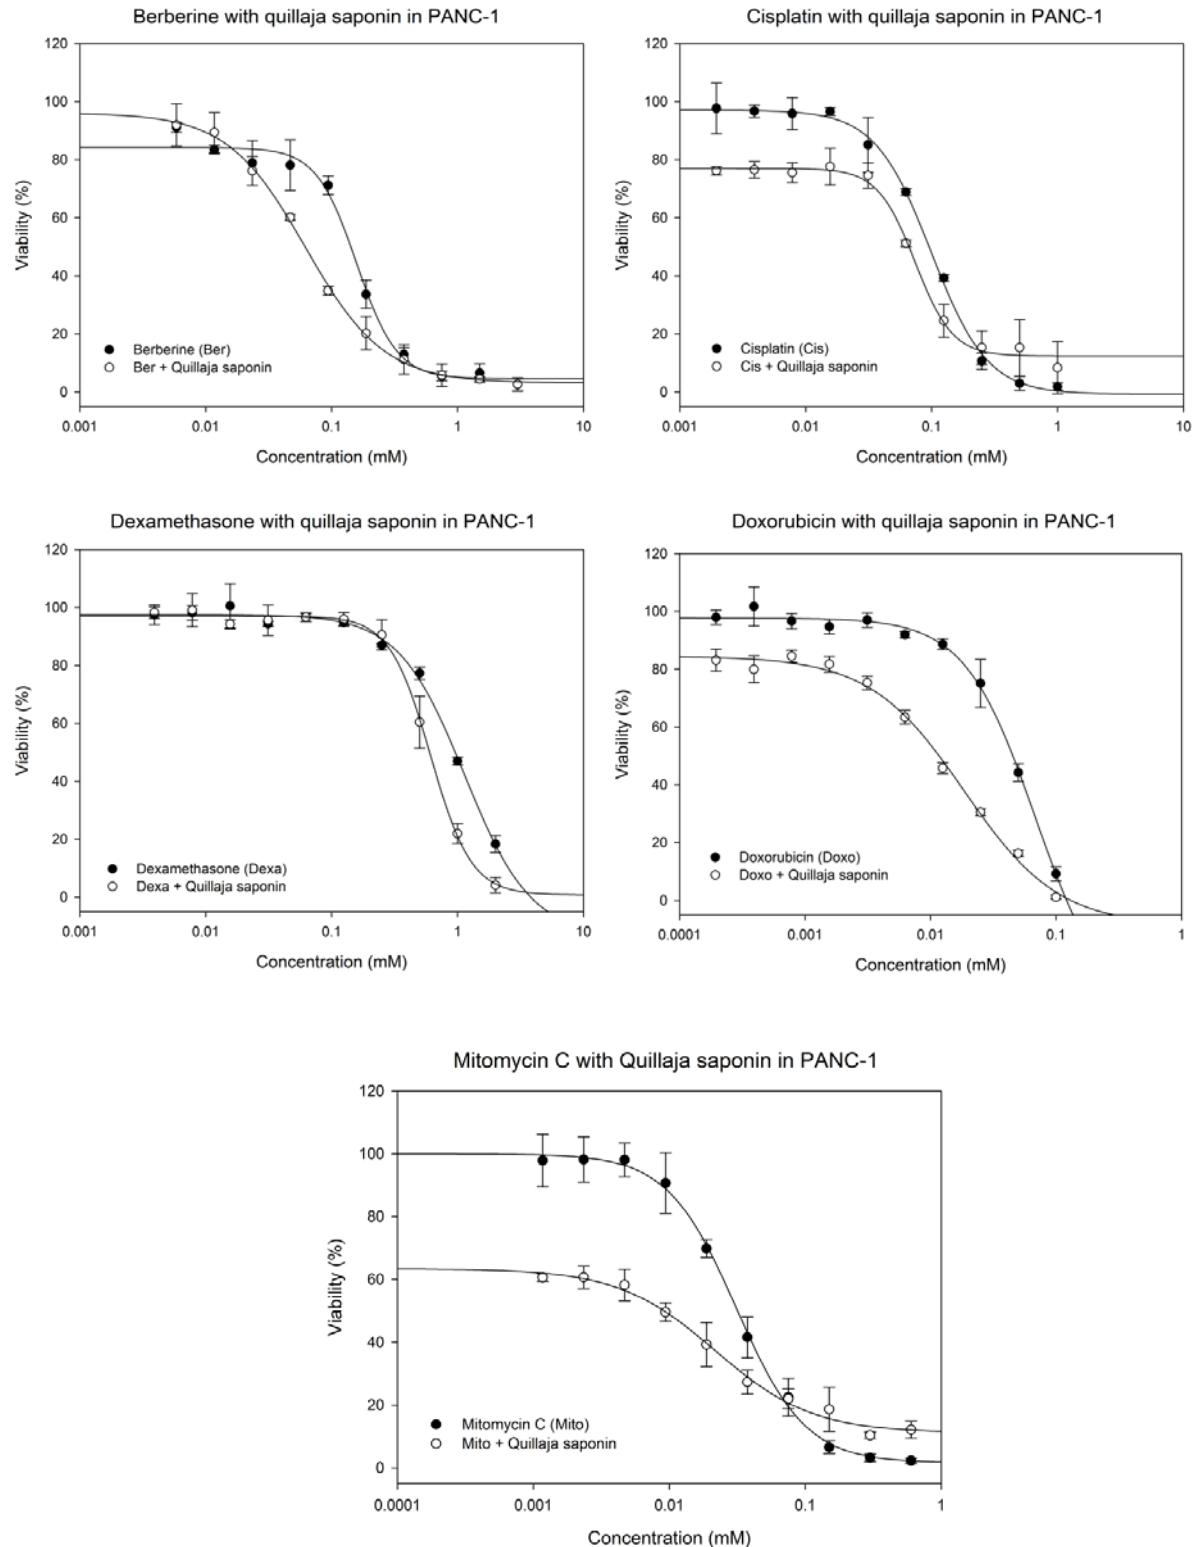 Berberine with quillaja saponin in PANC-1
120
100
80
60
40
20
0
Viability (%)
Berberine (Ber)
Ber + Quillaja saponin
0.001 0.01 0.1 1 10
Concentration (mM)
Cisplatin with quillaja saponin in PANC-1
120
100
80
60
40
20
0
Viability (%)
Cisplatin (Cis)
Cis + Quillaja saponin
0.001 0.01 0.1 1 10
Concentration (mM)
Dexamethasone with quillaja saponin in PANC-1
120
100
80
60
40
20
0
Viability (%)
Dexamethasone (Dexa)
Dexa + Quillaja saponin
0.001 0.01 0.1 1 10
Concentration (mM)
Doxorubicin with quillaja saponin in PANC-1
120
100
80
60
40
20
0
Viability (%)
Doxorubicin (Doxo)
Doxo + Quillaja saponin
0.0001 0.001 0.01 0.1 1
Concentration (mM)
Mitomycin C with Quillaja saponin in PANC-1
120
100
80
60
40
20
0
Viability (%)
Mitomycin C (Mito)
Mito + Quillaja saponin
0.0001 0.001 0.01 0.1 1
Concentration (mM)